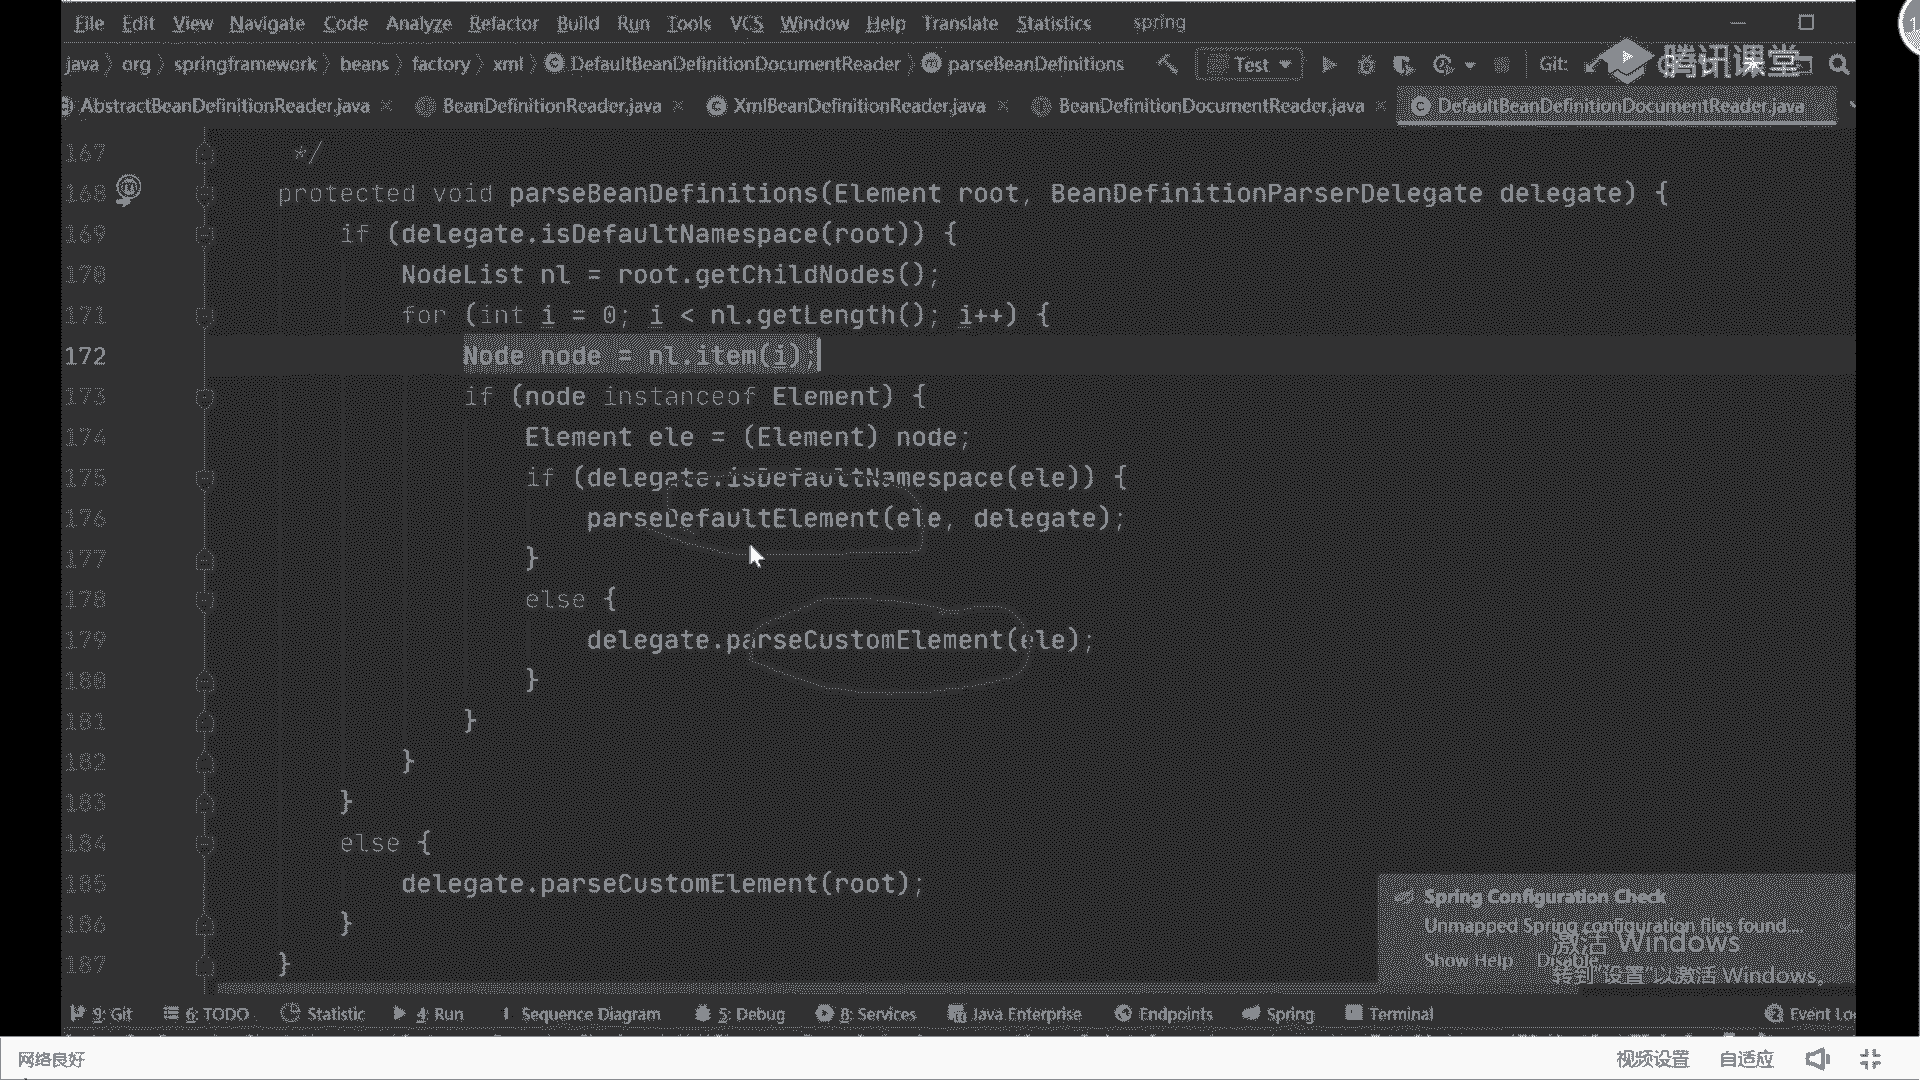 File Edit View Navigate Code Analyze Refactor Build Run Tools VCS Window Help Translate Statistics spring
java org springframework beans factory xml DefaultBeanDefinitionDocumentReader parseBeanDefinitions Test Git: 腾讯课堂
AbstractBeanDefinitionReader.java BeanDefinitionReader.java XmlBeanDefinitionReader.java BeanDefinitionDocumentReader.java DefaultBeanDefinitionDocumentReader.java
167 */
168 protected void parseBeanDefinitions(Element root, BeanDefinitionParserDelegate delegate) {
169 if (delegate.isDefaultNamespace(root)) {
170 NodeList nl = root.getChildNodes();
171 for (int i = 0; i < nl.getLength(); i++) {
172 Node node = nl.item(i);
173 if (node instanceof Element) {
174 Element ele = (Element) node;
175 if (delegate.isDefaultNamespace(ele)) {
176 parseDefaultElement(ele, delegate);
177 }
178 else {
179 delegate.parseCustomElement(ele);
180 }
181 }
182 }
183 }
184 else {
185 delegate.parseCustomElement(root);
186 }
187 }
Spring Configuration Check
Unmapped Spring configuration files found....
激活 Windows
Show Help Disable...
转到"设置"以激活 Windows。
9: Git 6: TODO Statistic 4: Run Sequence Diagram 5: Debug 8: Services Java Enterprise Endpoints Spring Terminal 2 Event Lo
网络良好 视频设置 自适应